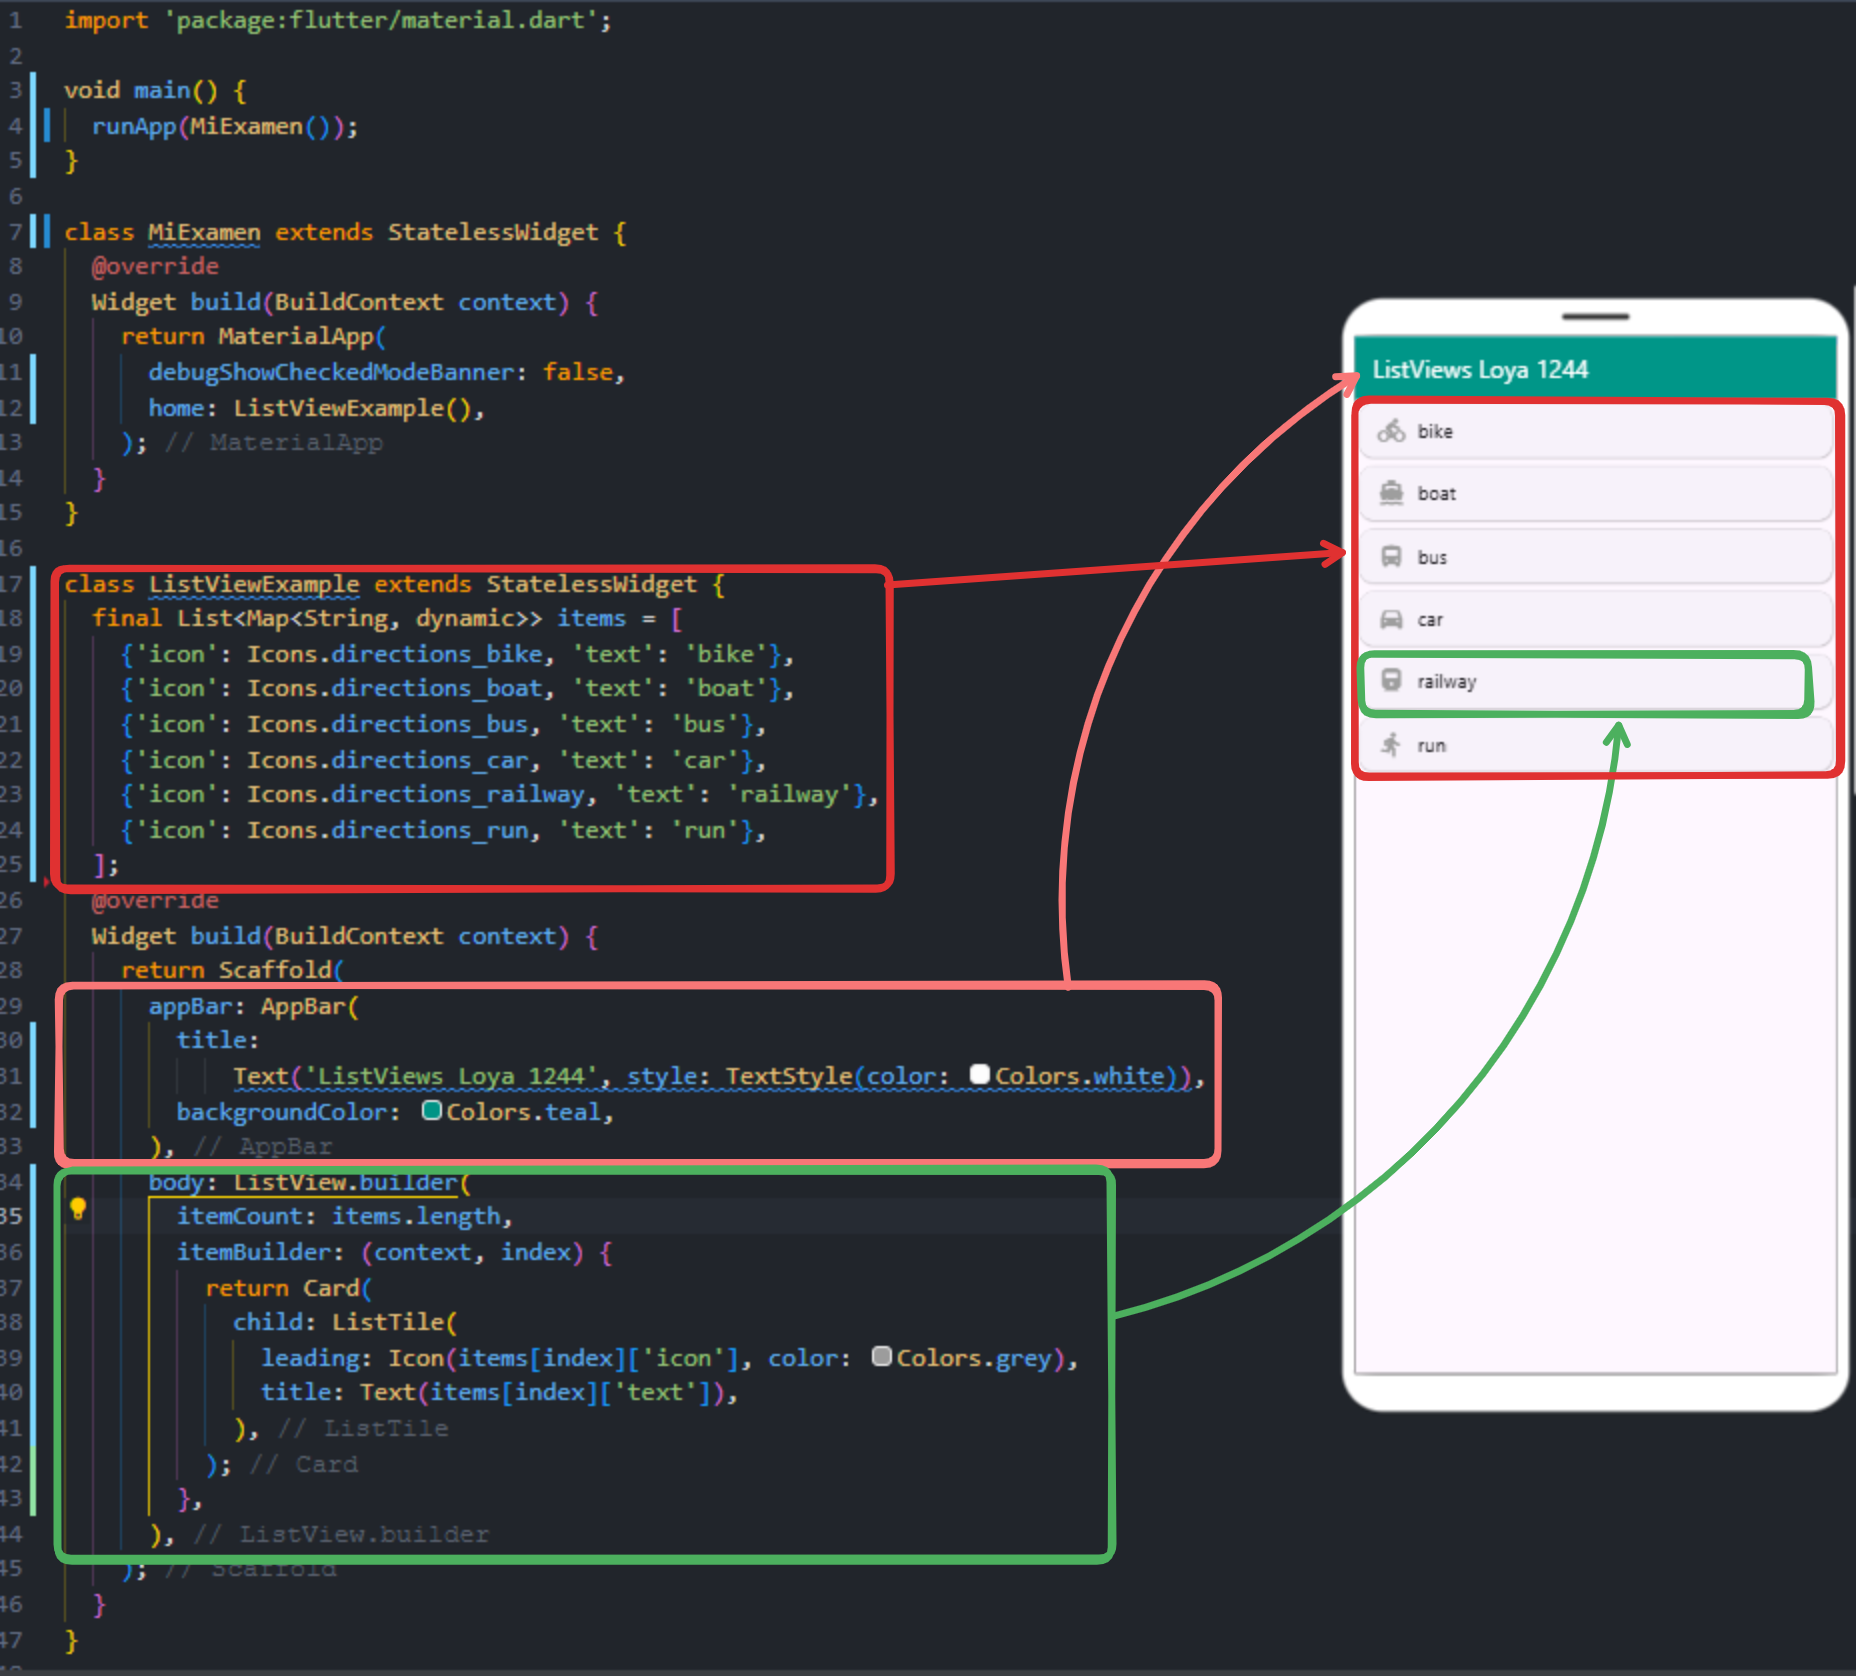 1 import 'package:flutter/material.dart';
2
3 void main() {
4   runApp(MiExamen());
5 }
6
7 class MiExamen extends StatelessWidget {
8   @override
9   Widget build(BuildContext context) {
10     return MaterialApp(
11       debugShowCheckedModeBanner: false,
12       home: ListViewExample(),
13     ); // MaterialApp
14   }
15 }
16
17 class ListViewExample extends StatelessWidget {
18   final List<Map<String, dynamic>> items = [
19     {'icon': Icons.directions_bike, 'text': 'bike'},
20     {'icon': Icons.directions_boat, 'text': 'boat'},
21     {'icon': Icons.directions_bus, 'text': 'bus'},
22     {'icon': Icons.directions_car, 'text': 'car'},
23     {'icon': Icons.directions_railway, 'text': 'railway'},
24     {'icon': Icons.directions_run, 'text': 'run'},
25   ];
26   @override
27   Widget build(BuildContext context) {
28     return Scaffold(
29       appBar: AppBar(
30         title:
31             Text('ListViews Loya 1244', style: TextStyle(color: Colors.white)),
32         backgroundColor: Colors.teal,
33       ), // AppBar
34       body: ListView.builder(
35         itemCount: items.length,
36         itemBuilder: (context, index) {
37           return Card(
38             child: ListTile(
39               leading: Icon(items[index]['icon'], color: Colors.grey),
40               title: Text(items[index]['text']),
41             ), // ListTile
42           ); // Card
43         },
44       ), // ListView.builder
45     ); // Scaffold
46   }
47 }
ListViews Loya 1244
bike
boat
bus
car
railway
run